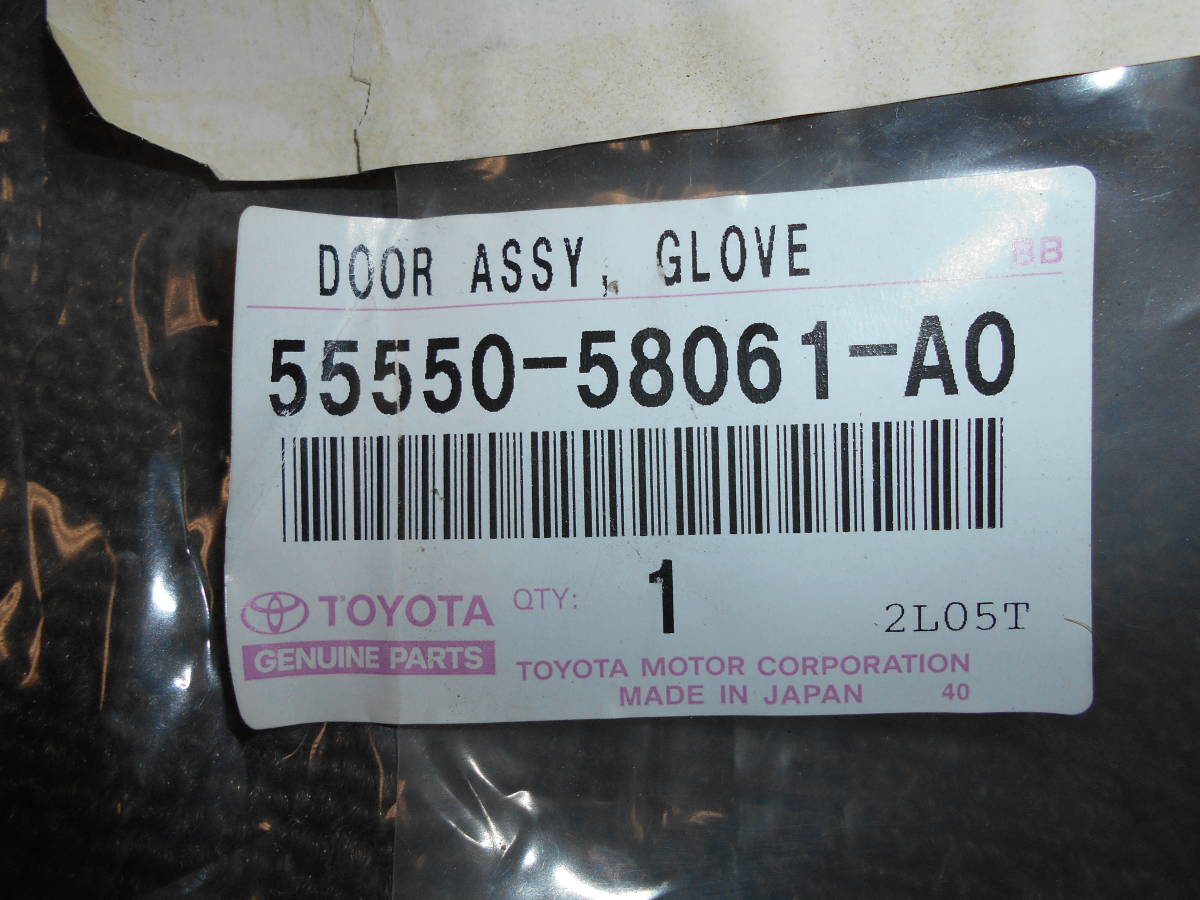 DOOR ASSY, GLOVE BB
55550-58061-A0
QTY: 1
2L05T
TOYOTA
GENUINE PARTS
TOYOTA MOTOR CORPORATION
MADE IN JAPAN 40